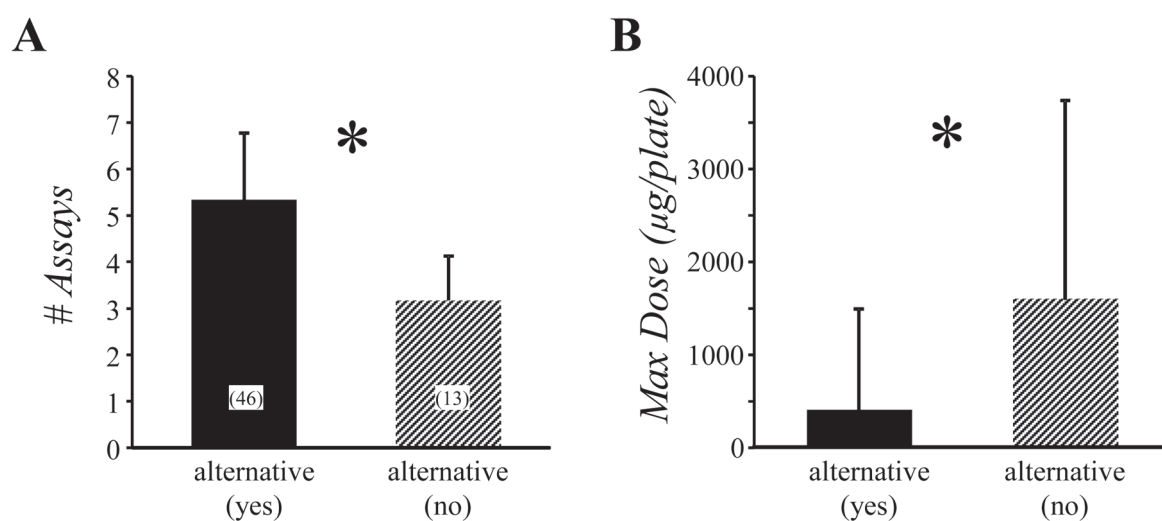 A
# Assays
8
7
6
5
4
3
2
1
0
*
(46)
(13)
alternative
(yes)
alternative
(no)
B
Max Dose (µg/plate)
4000
3000
2000
1000
0
*
alternative
(yes)
alternative
(no)